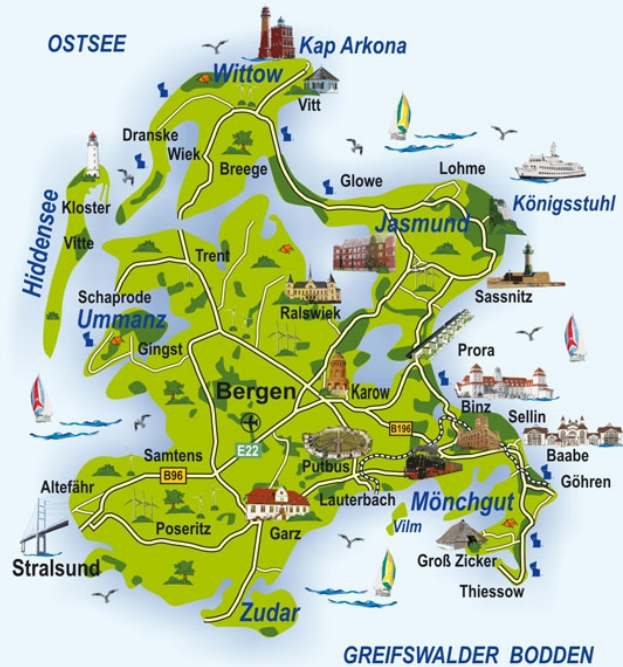 OSTSEE
Kap Arkona
Wittow
Vitt
Dranske
Wiek
Breege
Glowe
Lohme
Königsstuhl
Kloster
Hiddensee
Vitte
Jasmund
Trent
Schaprode
Ummanz
Ralswiek
Sassnitz
Gingst
Prora
Bergen
Karow
Binz
Sellin
B196
E22
Baabe
Samtens
Putbus
Göhren
Altefähr
B96
Lauterbach
Mönchgut
Poseritz
Garz
Vilm
Stralsund
Groß Zicker
Thiessow
Zudar
GREIFSWALDER BODDEN